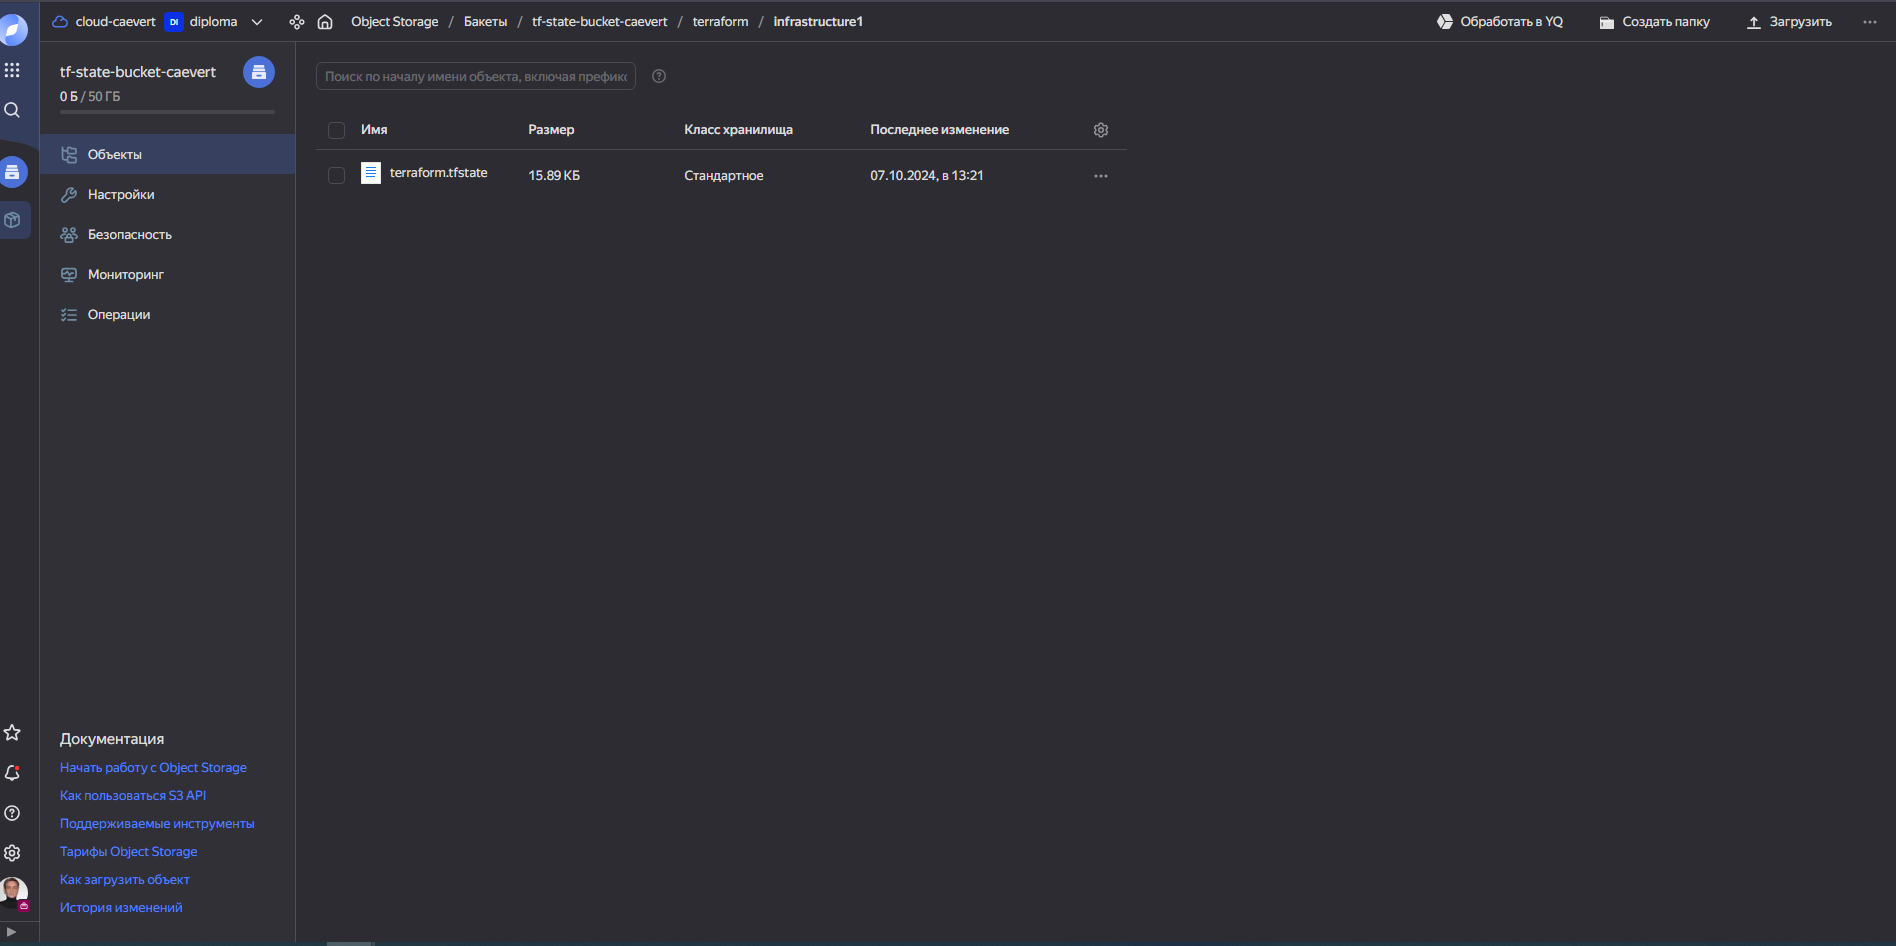 cloud-caevert DI diploma Object Storage / Бакеты / tf-state-bucket-caevert / terraform / infrastructure1 Обработать в YQ Создать папку Загрузить
tf-state-bucket-caevert
0 Б / 50 ГБ
Объекты
Настройки
Безопасность
Мониторинг
Операции
Поиск по началу имени объекта, включая префикс
Имя Размер Класс хранилища Последнее изменение
terraform.tfstate 15.89 КБ Стандартное 07.10.2024, в 13:21
Документация
Начать работу с Object Storage
Как пользоваться S3 API
Поддерживаемые инструменты
Тарифы Object Storage
Как загрузить объект
История изменений